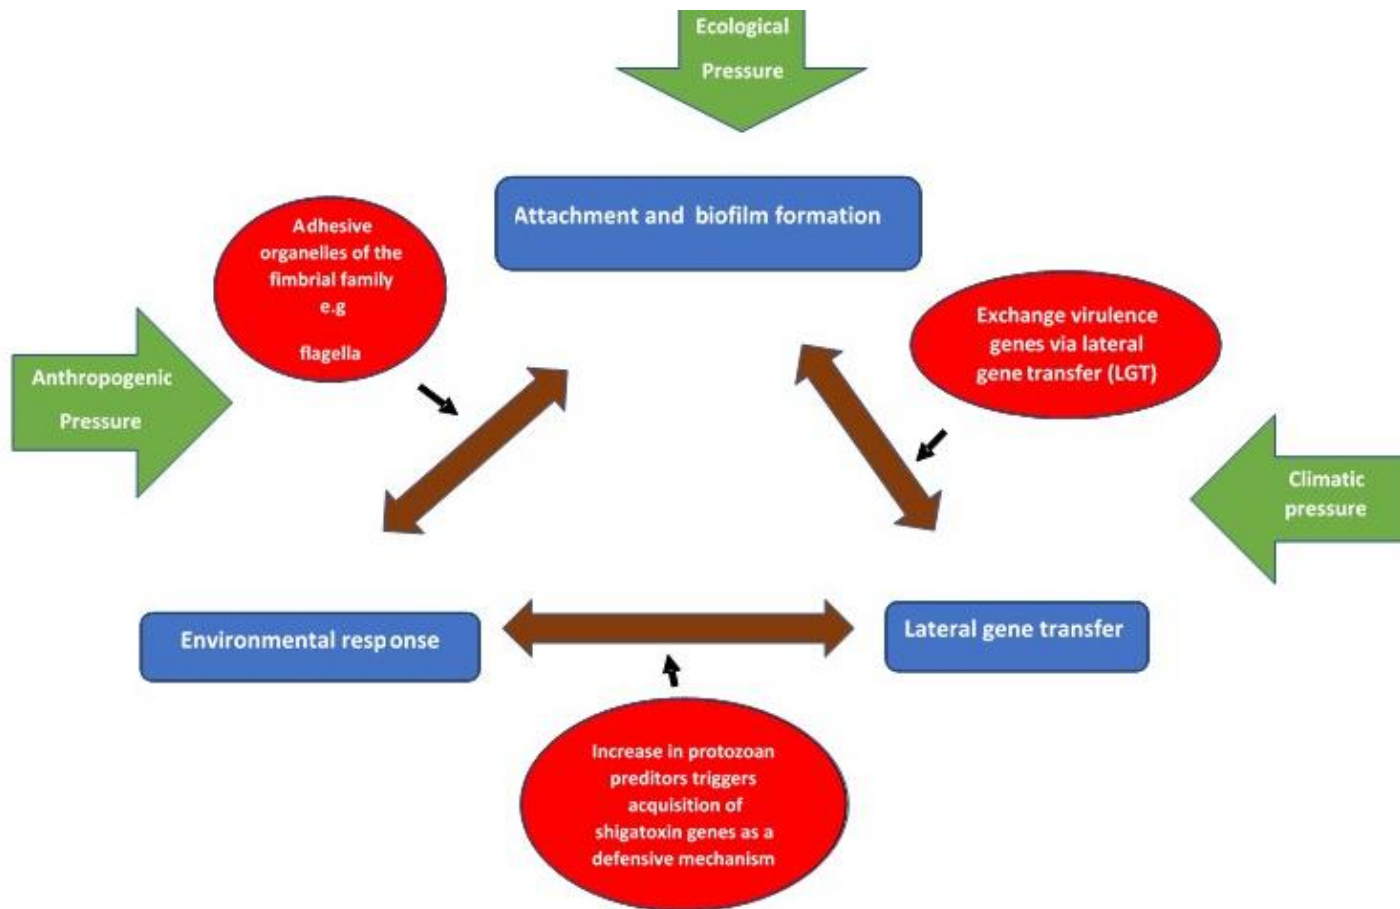 Ecological
Pressure
Attachment and biofilm formation
Adhesive
organelles of the
fimbrial family
e.g
flagella
Exchange virulence
genes via lateral
gene transfer (LGT)
Anthropogenic
Pressure
Climatic
pressure
Environmental response
Lateral gene transfer
Increase in protozoan
preditors triggers
acquisition of
shigatoxin genes as a
defensive mechanism